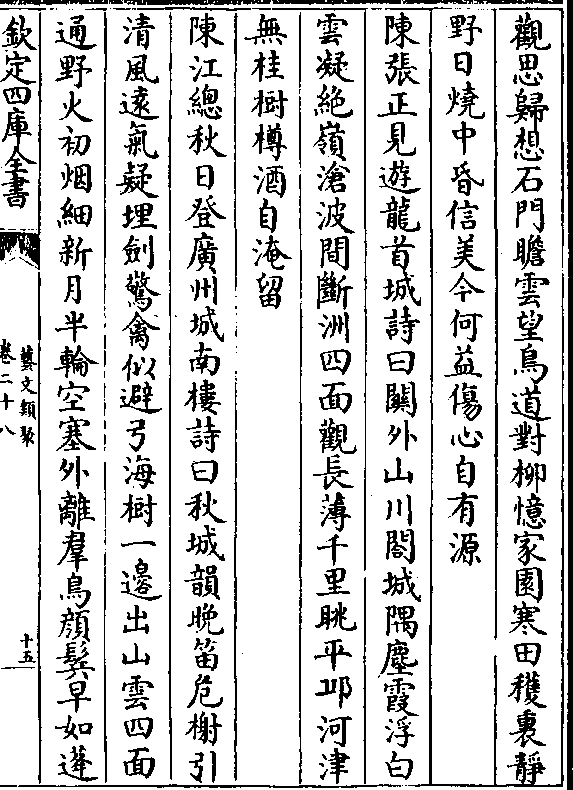 觀思歸想石門瞻雲望鳥道對柳憶家園寒田穫裏靜
野日燒中昏信美今何益傷心自有源
陳張正見遊龍首城詩曰關外山川閣城隅塵霞浮白
雲凝絶嶺滄波間斷洲四面觀長薄千里眺平邱河津
無桂樹樽酒自淹留
陳江總秋日登廣州城南樓詩曰秋城韻晚笛危榭引
清風遠氣疑埋劍驚禽似避弓海樹一邊出山雲四面
通野火初烟細新月半輪空塞外離羣鳥顔鬂早如蓬
欽定四庫全書
藝文類聚
卷二十八
十五